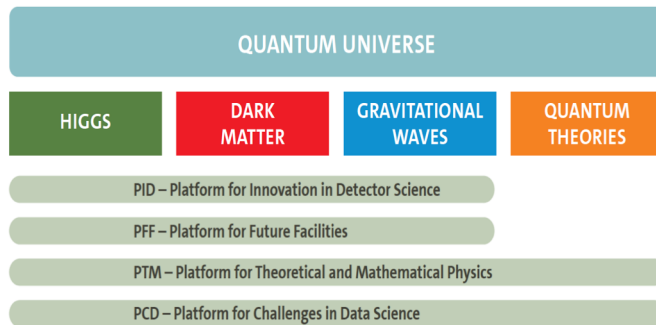 QUANTUM UNIVERSE
HIGGS
DARK
MATTER
GRAVITATIONAL
WAVES
QUANTUM
THEORIES
PID – Platform for Innovation in Detector Science
PFF – Platform for Future Facilities
PTM – Platform for Theoretical and Mathematical Physics
PCD – Platform for Challenges in Data Science